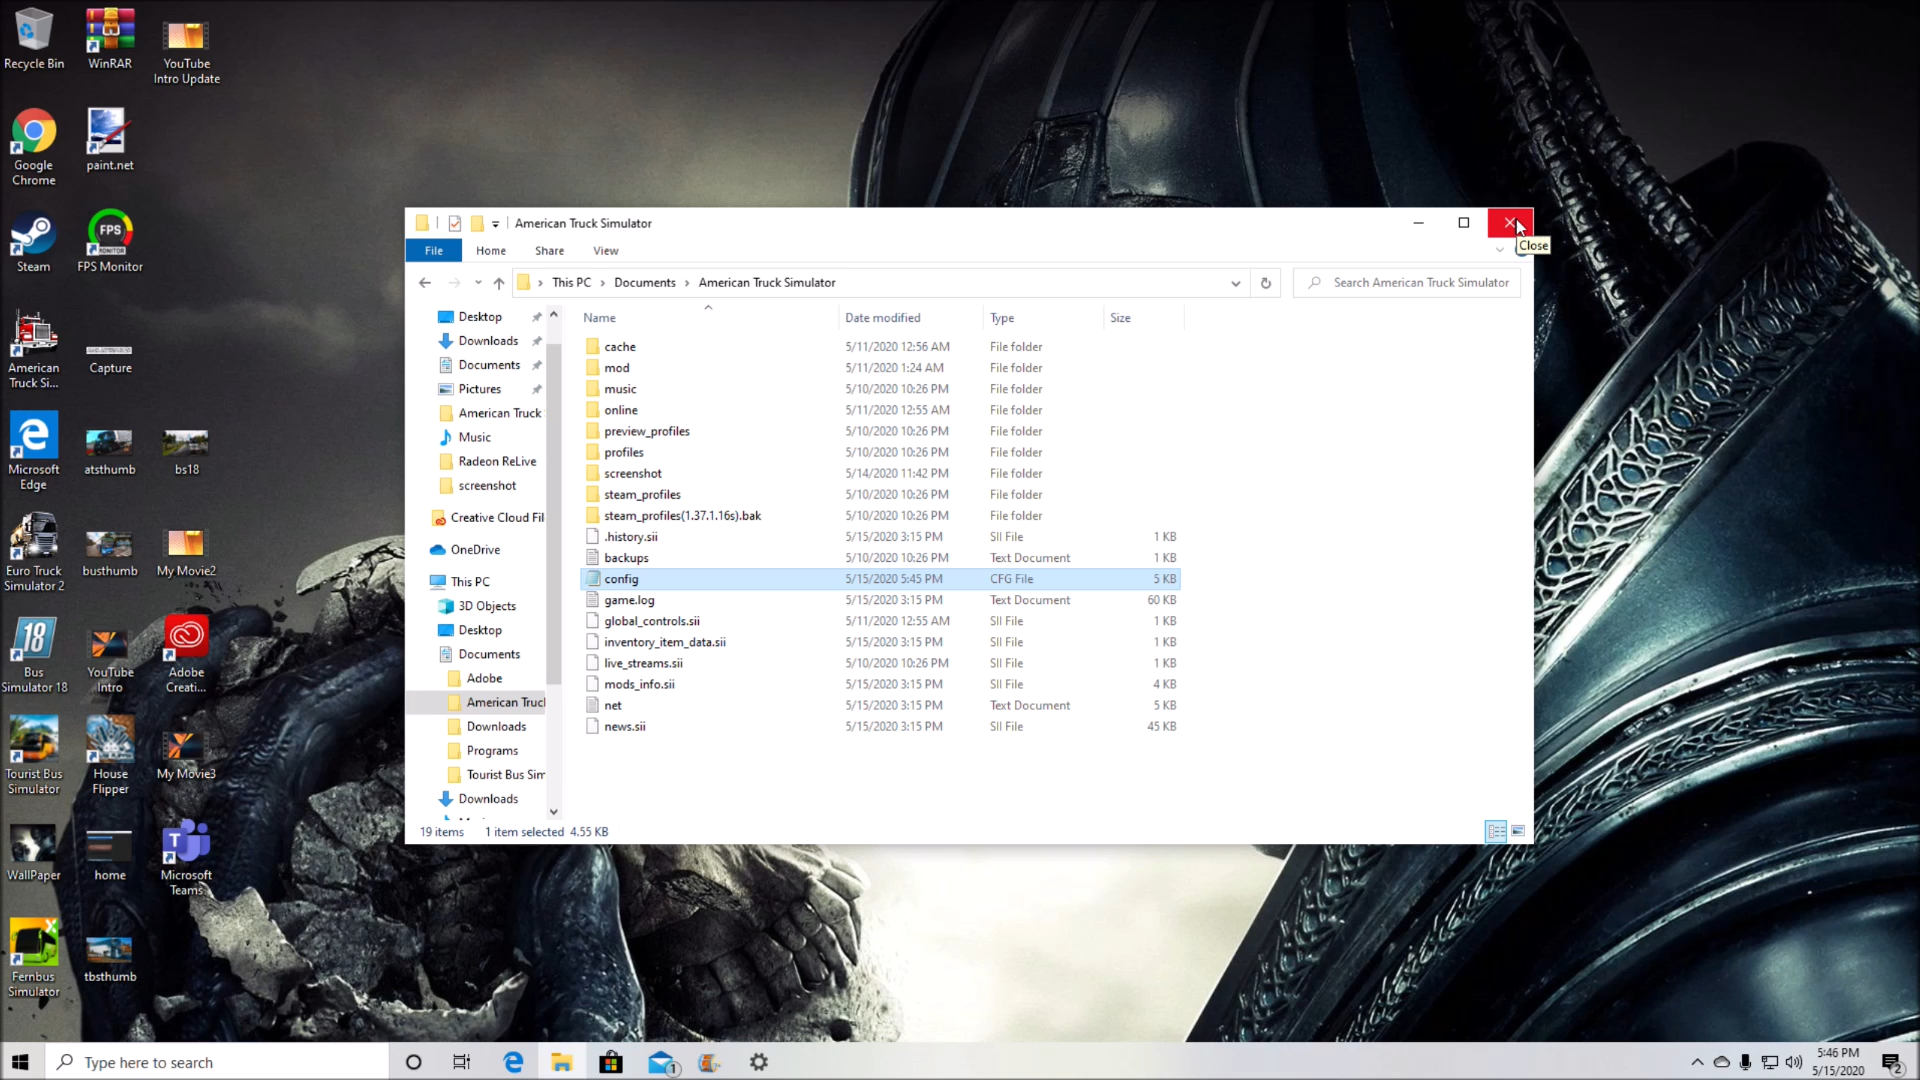 Recycle Bin
WinRAR
YouTube
Intro Update
Google
Chrome
paint.net
Steam
FPS
MONITOR
FPS Monitor
American
Truck Si...
Capture
Microsoft
Edge
atsthumb
bs18
Euro Truck
Simulator 2
busthumb
My Movie2
18
Bus
Simulator 18
YouTube
Intro
Adobe
Creati...
Tourist Bus
Simulator
House
Flipper
My Movie3
WallPaper
home
Microsoft
Teams
Fernbus
Simulator
tbsthumb
American Truck Simulator
Close
File Home Share View
This PC › Documents › American Truck Simulator
Search American Truck Simulator
Desktop
Downloads
Documents
Pictures
American Truck
Music
Radeon ReLive
screenshot
Creative Cloud Fil
OneDrive
This PC
3D Objects
Desktop
Documents
Adobe
American Truc
Downloads
Programs
Tourist Bus Sim
Downloads
Name Date modified Type Size
cache 5/11/2020 12:56 AM File folder
mod 5/11/2020 1:24 AM File folder
music 5/10/2020 10:26 PM File folder
online 5/11/2020 12:55 AM File folder
preview_profiles 5/10/2020 10:26 PM File folder
profiles 5/10/2020 10:26 PM File folder
screenshot 5/14/2020 11:42 PM File folder
steam_profiles 5/10/2020 10:26 PM File folder
steam_profiles(1.37.1.16s).bak 5/10/2020 10:26 PM File folder
.history.sii 5/15/2020 3:15 PM SII File 1 KB
backups 5/10/2020 10:26 PM Text Document 1 KB
config 5/15/2020 5:45 PM CFG File 5 KB
game.log 5/15/2020 3:15 PM Text Document 60 KB
global_controls.sii 5/11/2020 12:55 AM SII File 1 KB
inventory_item_data.sii 5/15/2020 3:15 PM SII File 1 KB
live_streams.sii 5/10/2020 10:26 PM SII File 1 KB
mods_info.sii 5/15/2020 3:15 PM SII File 4 KB
net 5/15/2020 3:15 PM Text Document 5 KB
news.sii 5/15/2020 3:15 PM SII File 45 KB
19 items 1 item selected 4.55 KB
Type here to search
1
5:46 PM
5/15/2020
2